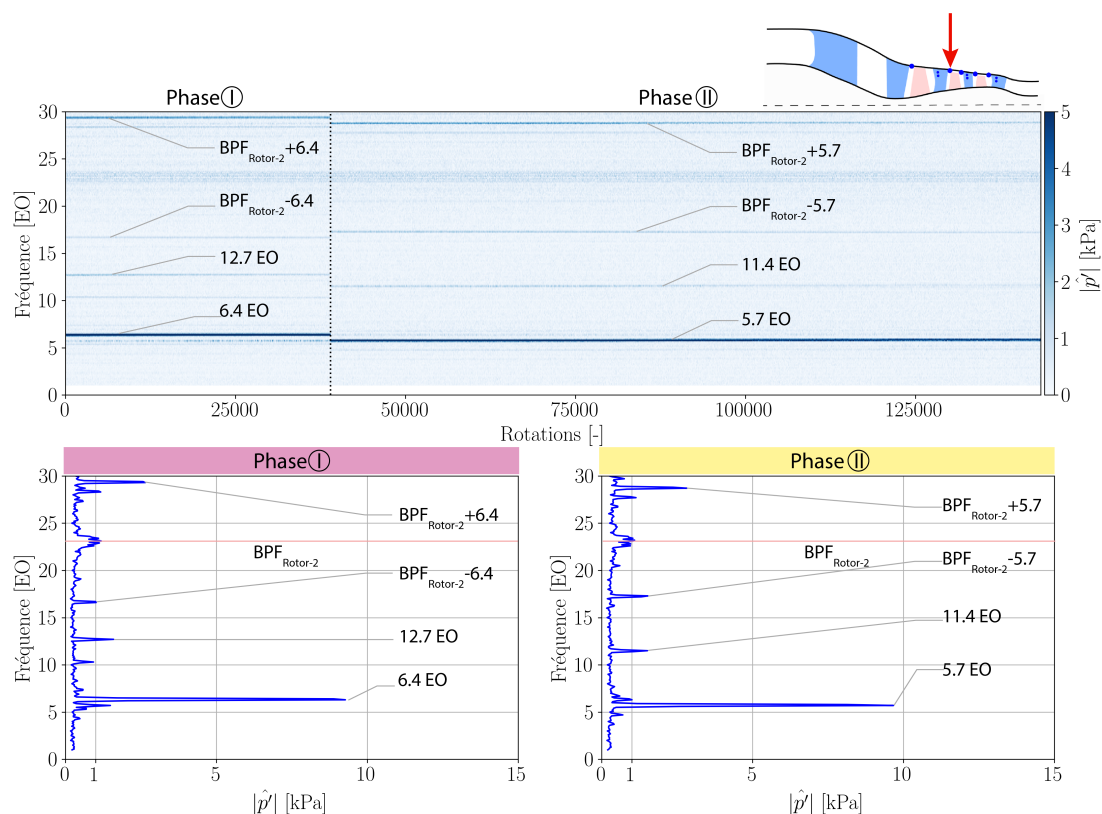 Phase Ⅰ
Phase Ⅱ
30
25
20
15
10
5
0
Fréquence [EO]
BPF Rotor-2+6.4
BPF Rotor-2-6.4
12.7 EO
6.4 EO
BPF Rotor-2+5.7
BPF Rotor-2-5.7
11.4 EO
5.7 EO
5
4
3
2
1
0
|p̂′| [kPa]
0 25000 50000 75000 100000 125000
Rotations [-]
Phase Ⅰ
30
25
20
15
10
5
0
Fréquence [EO]
BPF Rotor-2+6.4
BPF Rotor-2
BPF Rotor-2-6.4
12.7 EO
6.4 EO
0 1 5 10 15
|p̂′| [kPa]
Phase Ⅱ
30
25
20
15
10
5
0
Fréquence [EO]
BPF Rotor-2+5.7
BPF Rotor-2
BPF Rotor-2-5.7
11.4 EO
5.7 EO
0 1 5 10 15
|p̂′| [kPa]